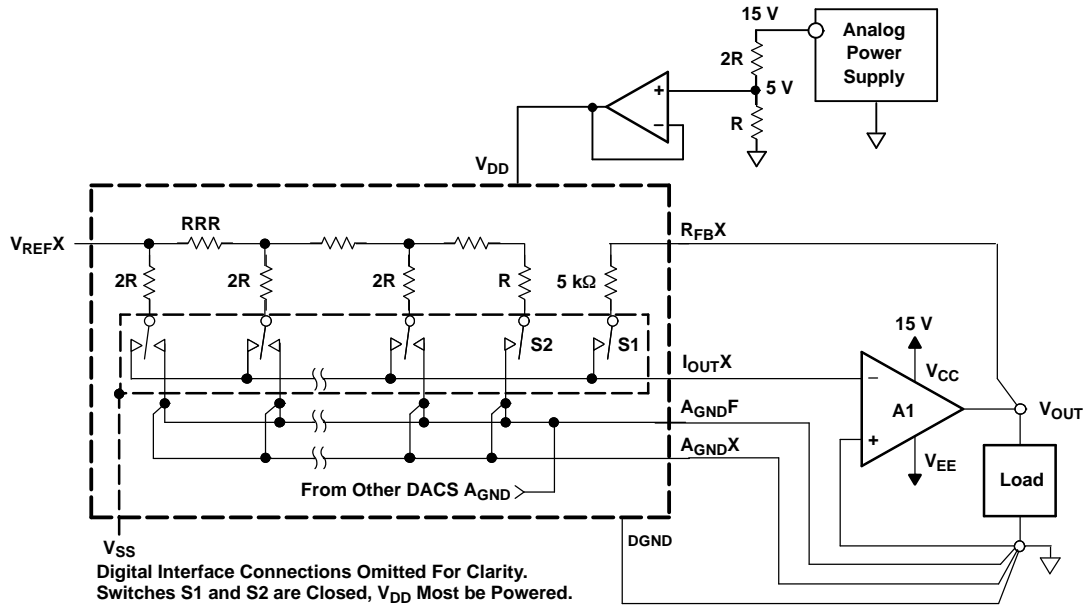 15 V
Analog
Power
Supply
2R
5 V
+
−
R
VDD
VREFX
RRR
RFBX
2R
2R
2R
R
5 kΩ
15 V
S2
S1
IOUTX
−
VCC
A1
VOUT
AGNDF
+
AGNDX
VEE
Load
From Other DACS AGND
VSS
DGND
Digital Interface Connections Omitted For Clarity.
Switches S1 and S2 are Closed, VDD Most be Powered.